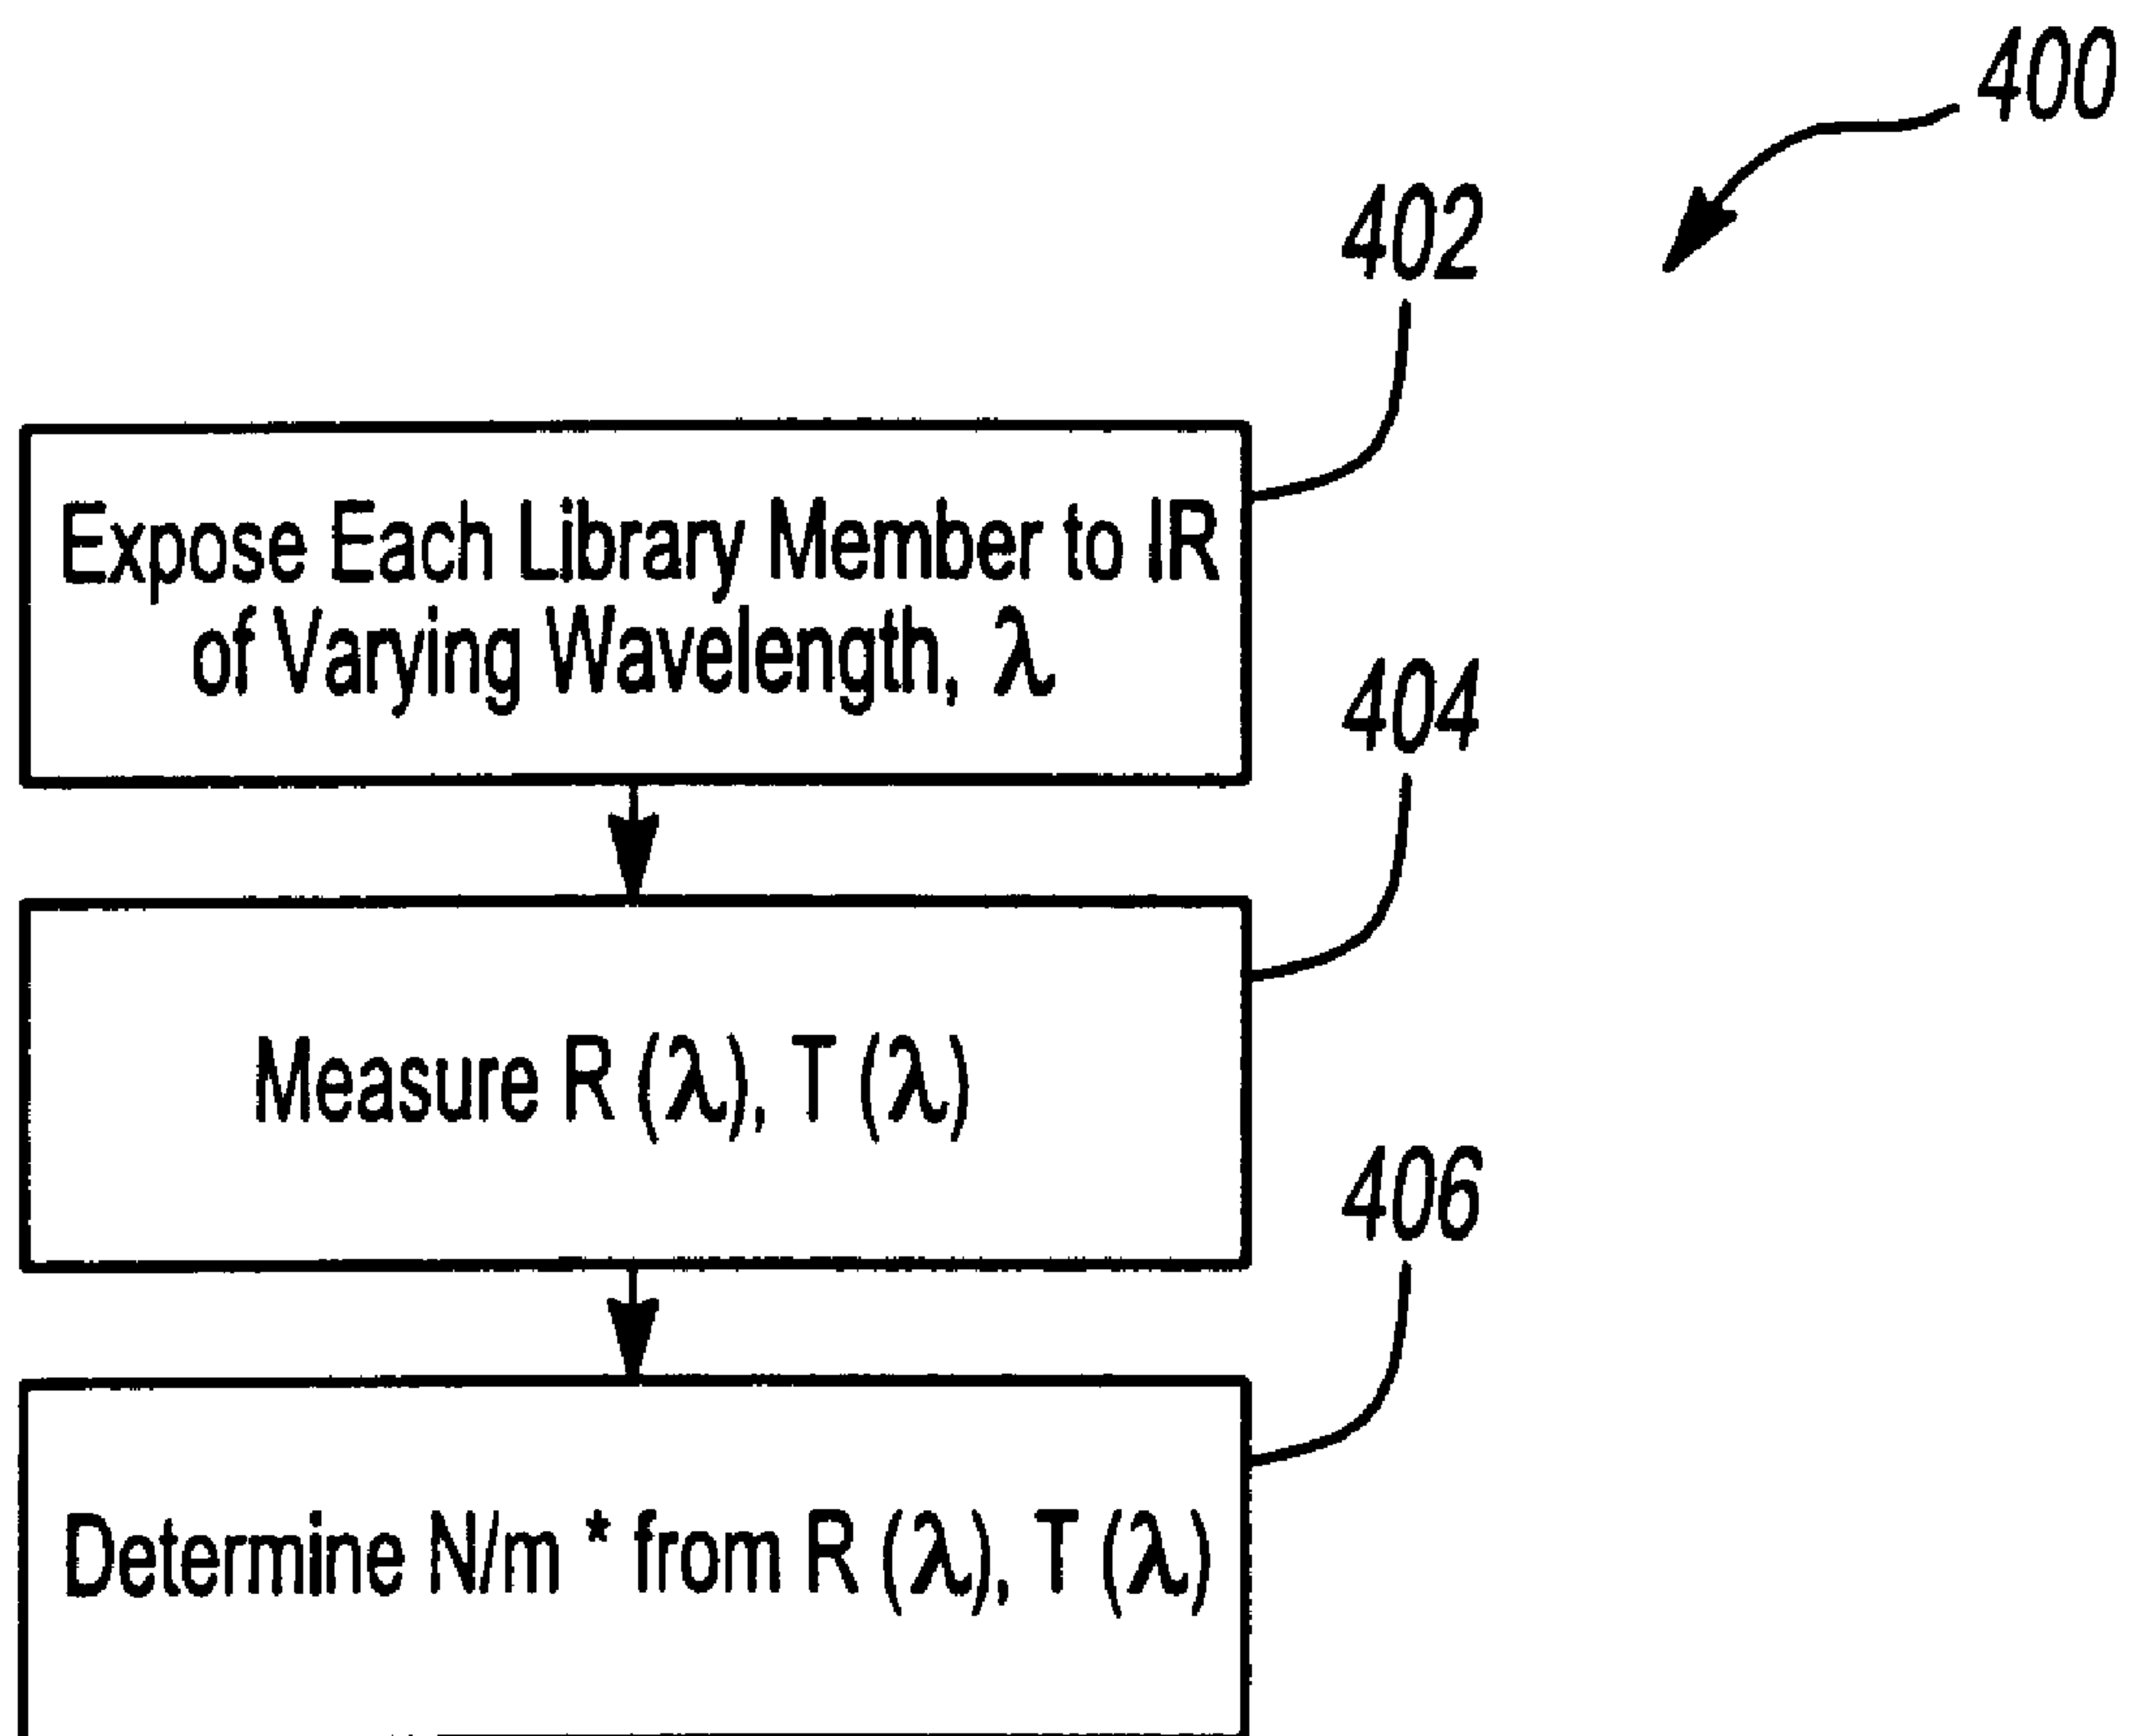 400
402
Expose Each Library Member to IR
of Varying Wavelength, λ
404
Measure R (λ), T (λ)
406
Determine N/m * from R (λ), T (λ)